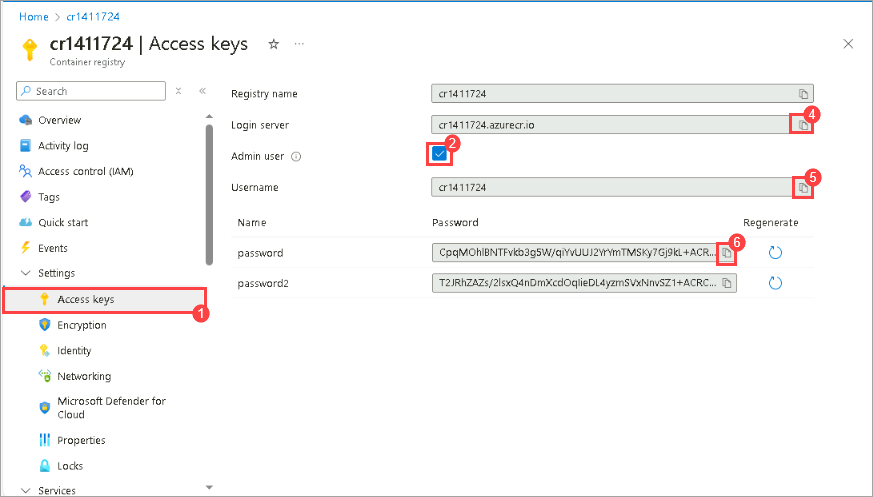 Home > cr1411724
cr1411724 | Access keys
Container registry
Search
Overview
Activity log
Access control (IAM)
Tags
Quick start
Events
Settings
Access keys
1
Encryption
Identity
Networking
Microsoft Defender for
Cloud
Properties
Locks
Services
Registry name
cr1411724
Login server
cr1411724.azurecr.io
4
Admin user
2
Username
cr1411724
5
Name Password Regenerate
password
CpqMOhlBNTFvkb3g5W/qiYvUUJ2YrYmTMSKy7Gj9kL+ACR...
6
password2
T2JRhZAZs/2lsxQ4nDmXcdOqIieDL4yzmSVxNnvSZ1+ACRC...